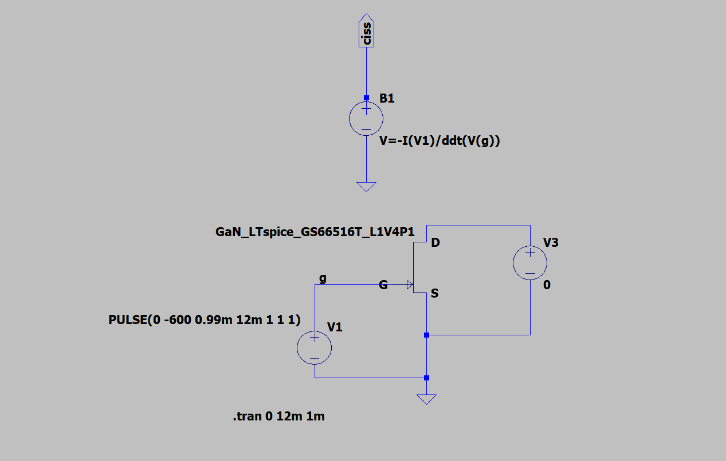 ciss
B1
V=-I(V1)/ddt(V(g))
GaN_LTspice_GS66516T_L1V4P1
D
V3
g
G
S
0
PULSE(0 -600 0.99m 12m 1 1 1)
V1
.tran 0 12m 1m